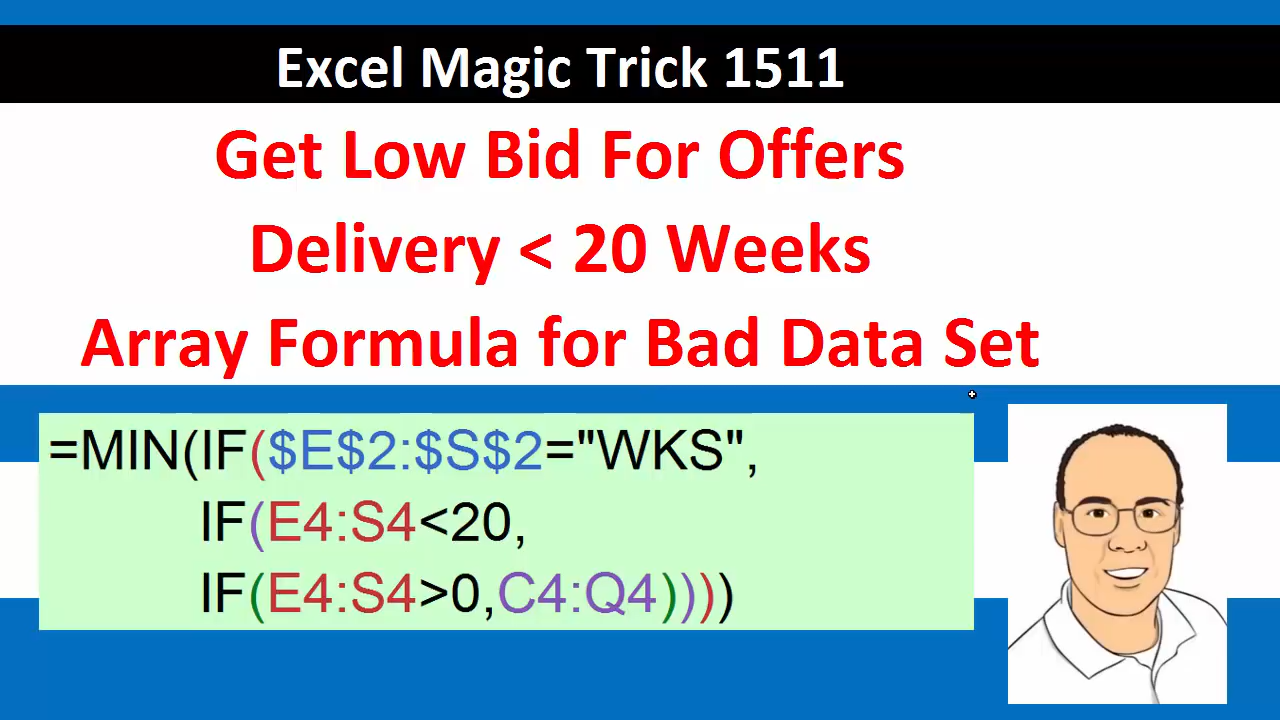 Excel Magic Trick 1511
Get Low Bid For Offers
Delivery < 20 Weeks
Array Formula for Bad Data Set
=MIN(IF($E$2:$S$2="WKS",
IF(E4:S4<20,
IF(E4:S4>0,C4:Q4))))